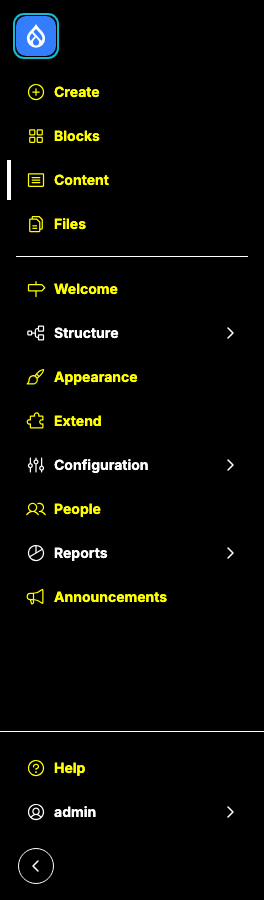 Create
Blocks
Content
Files
Welcome
Structure
Appearance
Extend
Configuration
People
Reports
Announcements
Help
admin